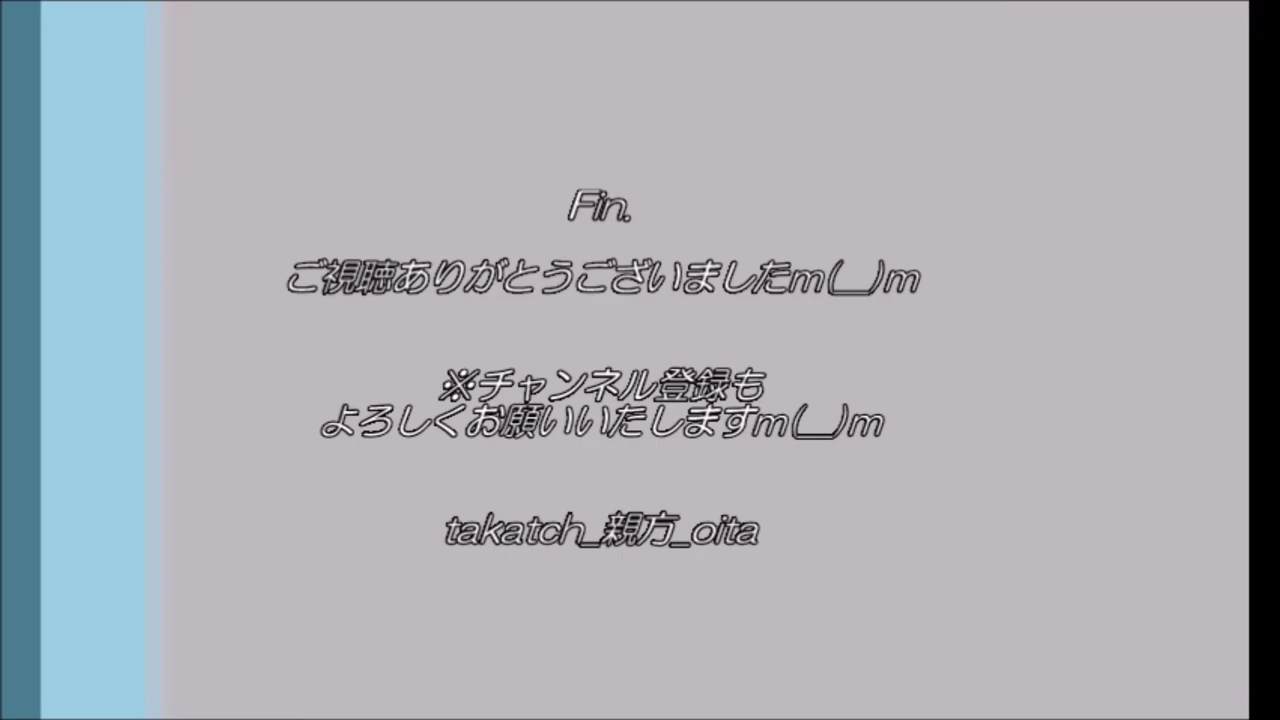 Fin.
ご視聴ありがとうございましたm(__)m
※チャンネル登録も
よろしくお願いいたしますm(__)m
takatch_親方_oita